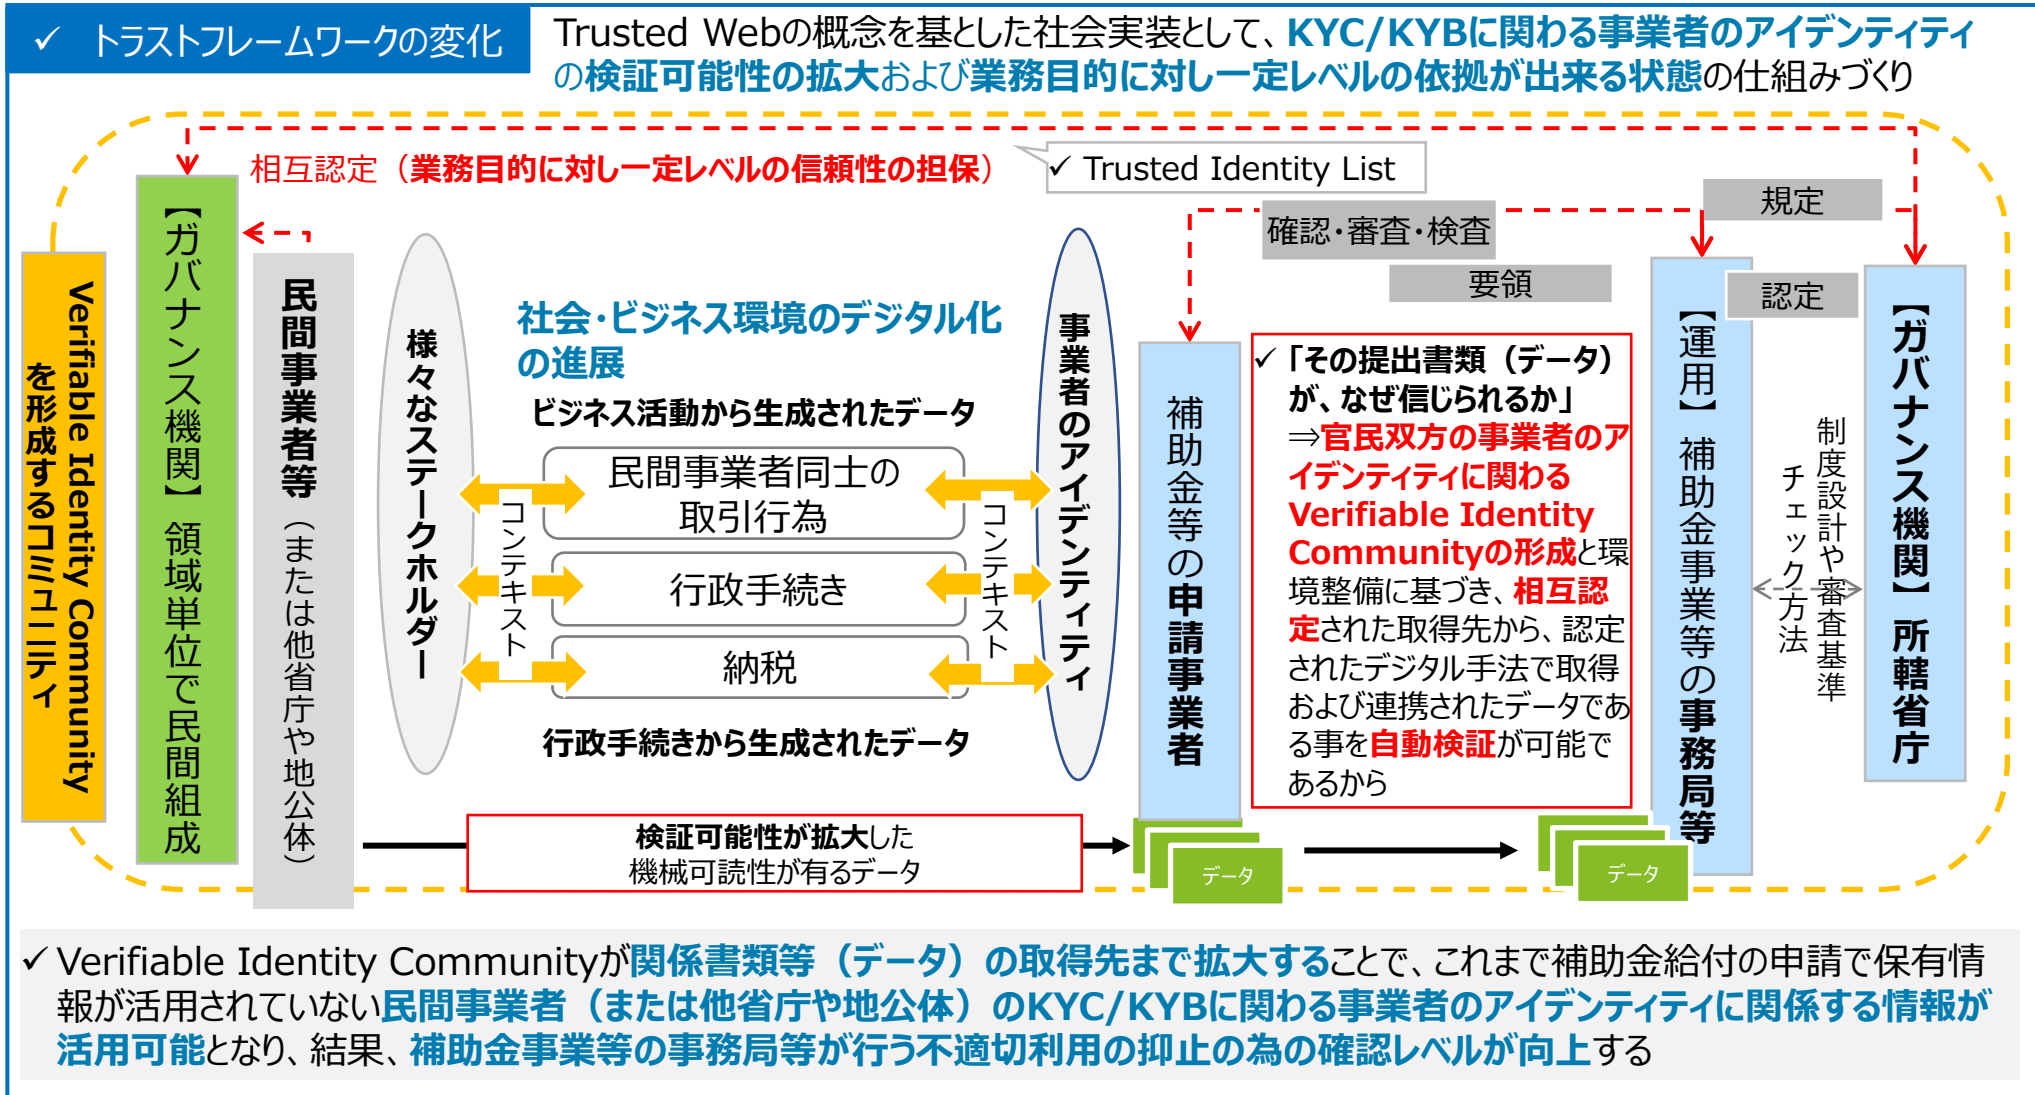 ✓ トラストフレームワークの変化
Trusted Webの概念を基とした社会実装として、KYC/KYBに関わる事業者のアイデンティティ
の検証可能性の拡大および業務目的に対し一定レベルの依拠が出来る状態の仕組みづくり
相互認定（業務目的に対し一定レベルの信頼性の担保）
✓ Trusted Identity List
規定
確認・審査・検査
要領
認定
Verifiable Identity Community
を形成するコミュニティ
【ガバナンス機関】領域単位で民間組成
民間事業者等（または他省庁や地公体）
様々なステークホルダー
社会・ビジネス環境のデジタル化
の進展
ビジネス活動から生成されたデータ
民間事業者同士の
取引行為
行政手続き
納税
コンテキスト
コンテキスト
行政手続きから生成されたデータ
事業者のアイデンティティ
補助金等の申請事業者
✓「その提出書類（データ）
が、なぜ信じられるか」
⇒官民双方の事業者のア
イデンティティに関わる
Verifiable Identity
Communityの形成と環
境整備に基づき、相互認
定された取得先から、認定
されたデジタル手法で取得
および連携されたデータであ
る事を自動検証が可能で
あるから
【運用】補助金事業等の事務局等
制度設計や審査基準
チェック方法
【ガバナンス機関】所轄省庁
検証可能性が拡大した
機械可読性が有るデータ
データ
データ
✓ Verifiable Identity Communityが関係書類等（データ）の取得先まで拡大することで、これまで補助金給付の申請で保有情
報が活用されていない民間事業者（または他省庁や地公体）のKYC/KYBに関わる事業者のアイデンティティに関係する情報が
活用可能となり、結果、補助金事業等の事務局等が行う不適切利用の抑止の為の確認レベルが向上する